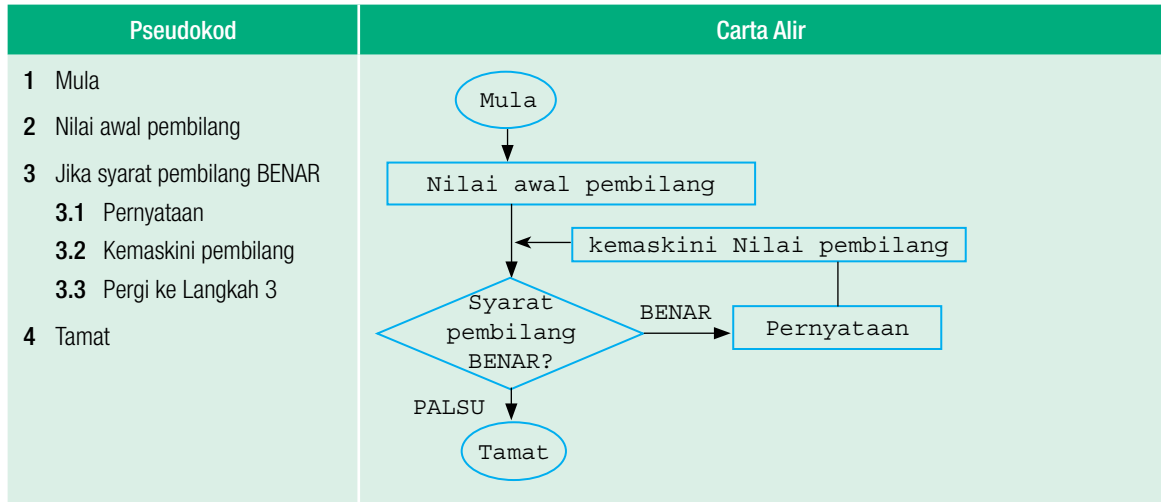 Pseudokod
1 Mula
2 Nilai awal pembilang
3 Jika syarat pembilang BENAR
3.1 Pernyataan
3.2 Kemaskini pembilang
3.3 Pergi ke Langkah 3
4 Tamat
Carta Alir
Mula
Nilai awal pembilang
kemaskini Nilai pembilang
Syarat
pembilang
BENAR?
BENAR
Pernyataan
PALSU
Tamat